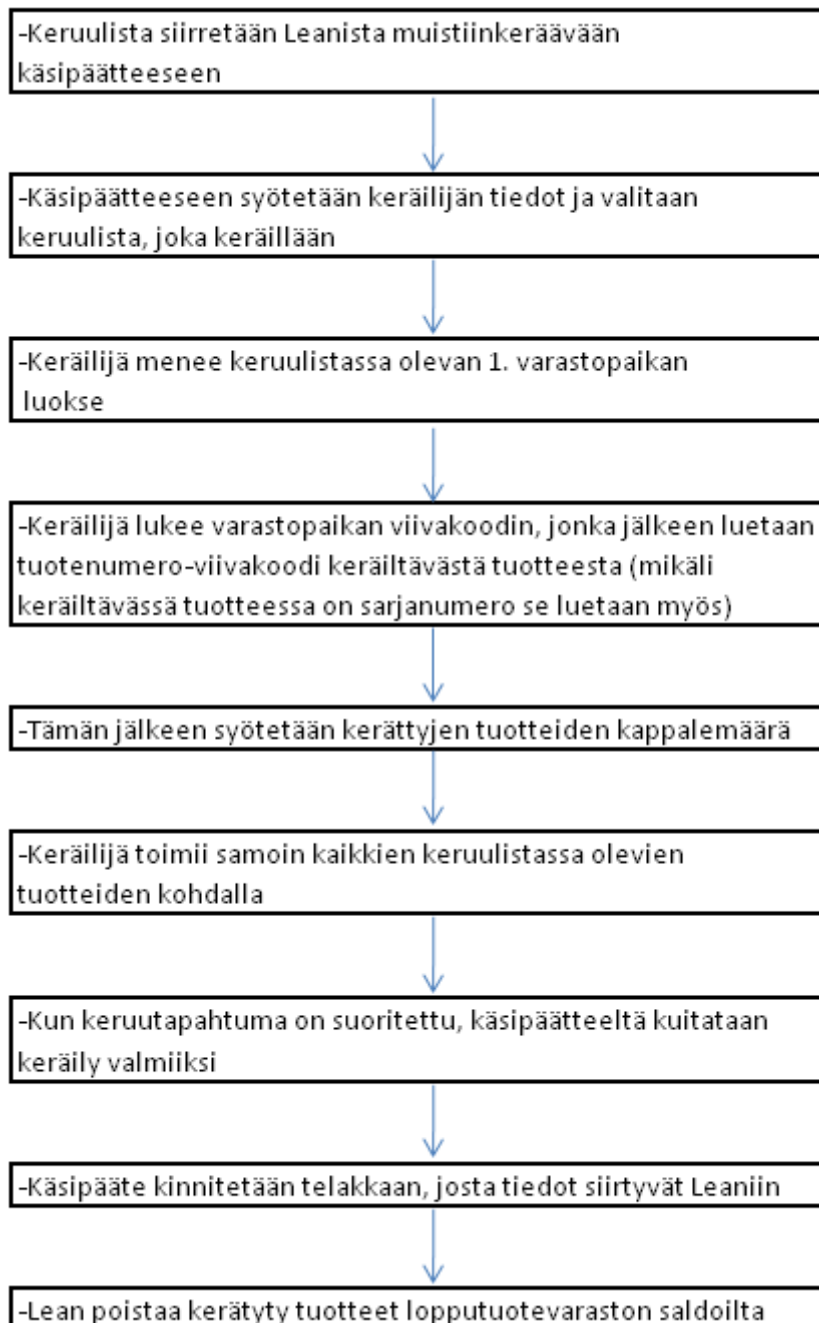 -Keruulista siirretään Leanista muistiinkeräävään
käsipäätteeseen
-Käsipäätteeseen syötetään keräilijän tiedot ja valitaan
keruulista, joka keräillään
-Keräilijä menee keruulistassa olevan 1. varastopaikan
luokse
-Keräilijä lukee varastopaikan viivakoodin, jonka jälkeen luetaan
tuotenumero-viivakoodi keräiltävästä tuotteesta (mikäli
keräiltävässä tuotteessa on sarjanumero se luetaan myös)
-Tämän jälkeen syötetään kerättyjen tuotteiden kappalemäärä
-Keräilijä toimii samoin kaikkien keruulistassa olevien
tuotteiden kohdalla
-Kun keruutapahtuma on suoritettu, käsipäätteeltä kuitataan
keräily valmiiksi
-Käsipääte kinnitetään telakkaan, josta tiedot siirtyvät Leaniin
-Lean poistaa kerätyty tuotteet lopputuotevaraston saldoilta